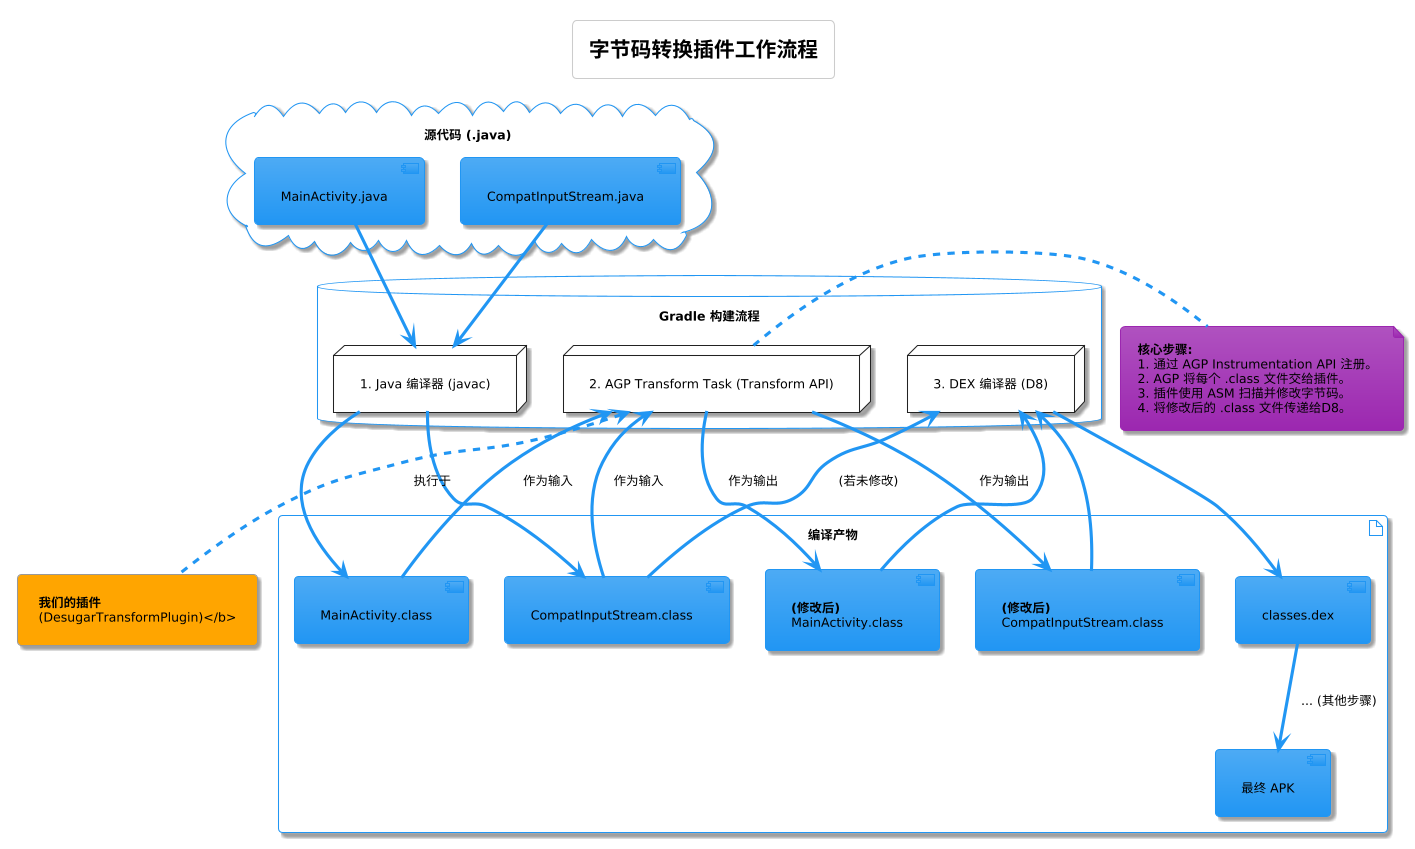 字节码转换插件工作流程
源代码 (.java)
MainActivity.java
CompatInputStream.java
Gradle 构建流程
1. Java 编译器 (javac)
2. AGP Transform Task (Transform API)
3. DEX 编译器 (D8)
核心步骤:
1. 通过 AGP Instrumentation API 注册。
2. AGP 将每个 .class 文件交给插件。
3. 插件使用 ASM 扫描并修改字节码。
4. 将修改后的 .class 文件传递给D8。
执行于
作为输入
作为输入
作为输出
(若未修改)
作为输出
编译产物
我们的插件
(DesugarTransformPlugin)</b>
MainActivity.class
CompatInputStream.class
(修改后)
MainActivity.class
(修改后)
CompatInputStream.class
classes.dex
... (其他步骤)
最终 APK